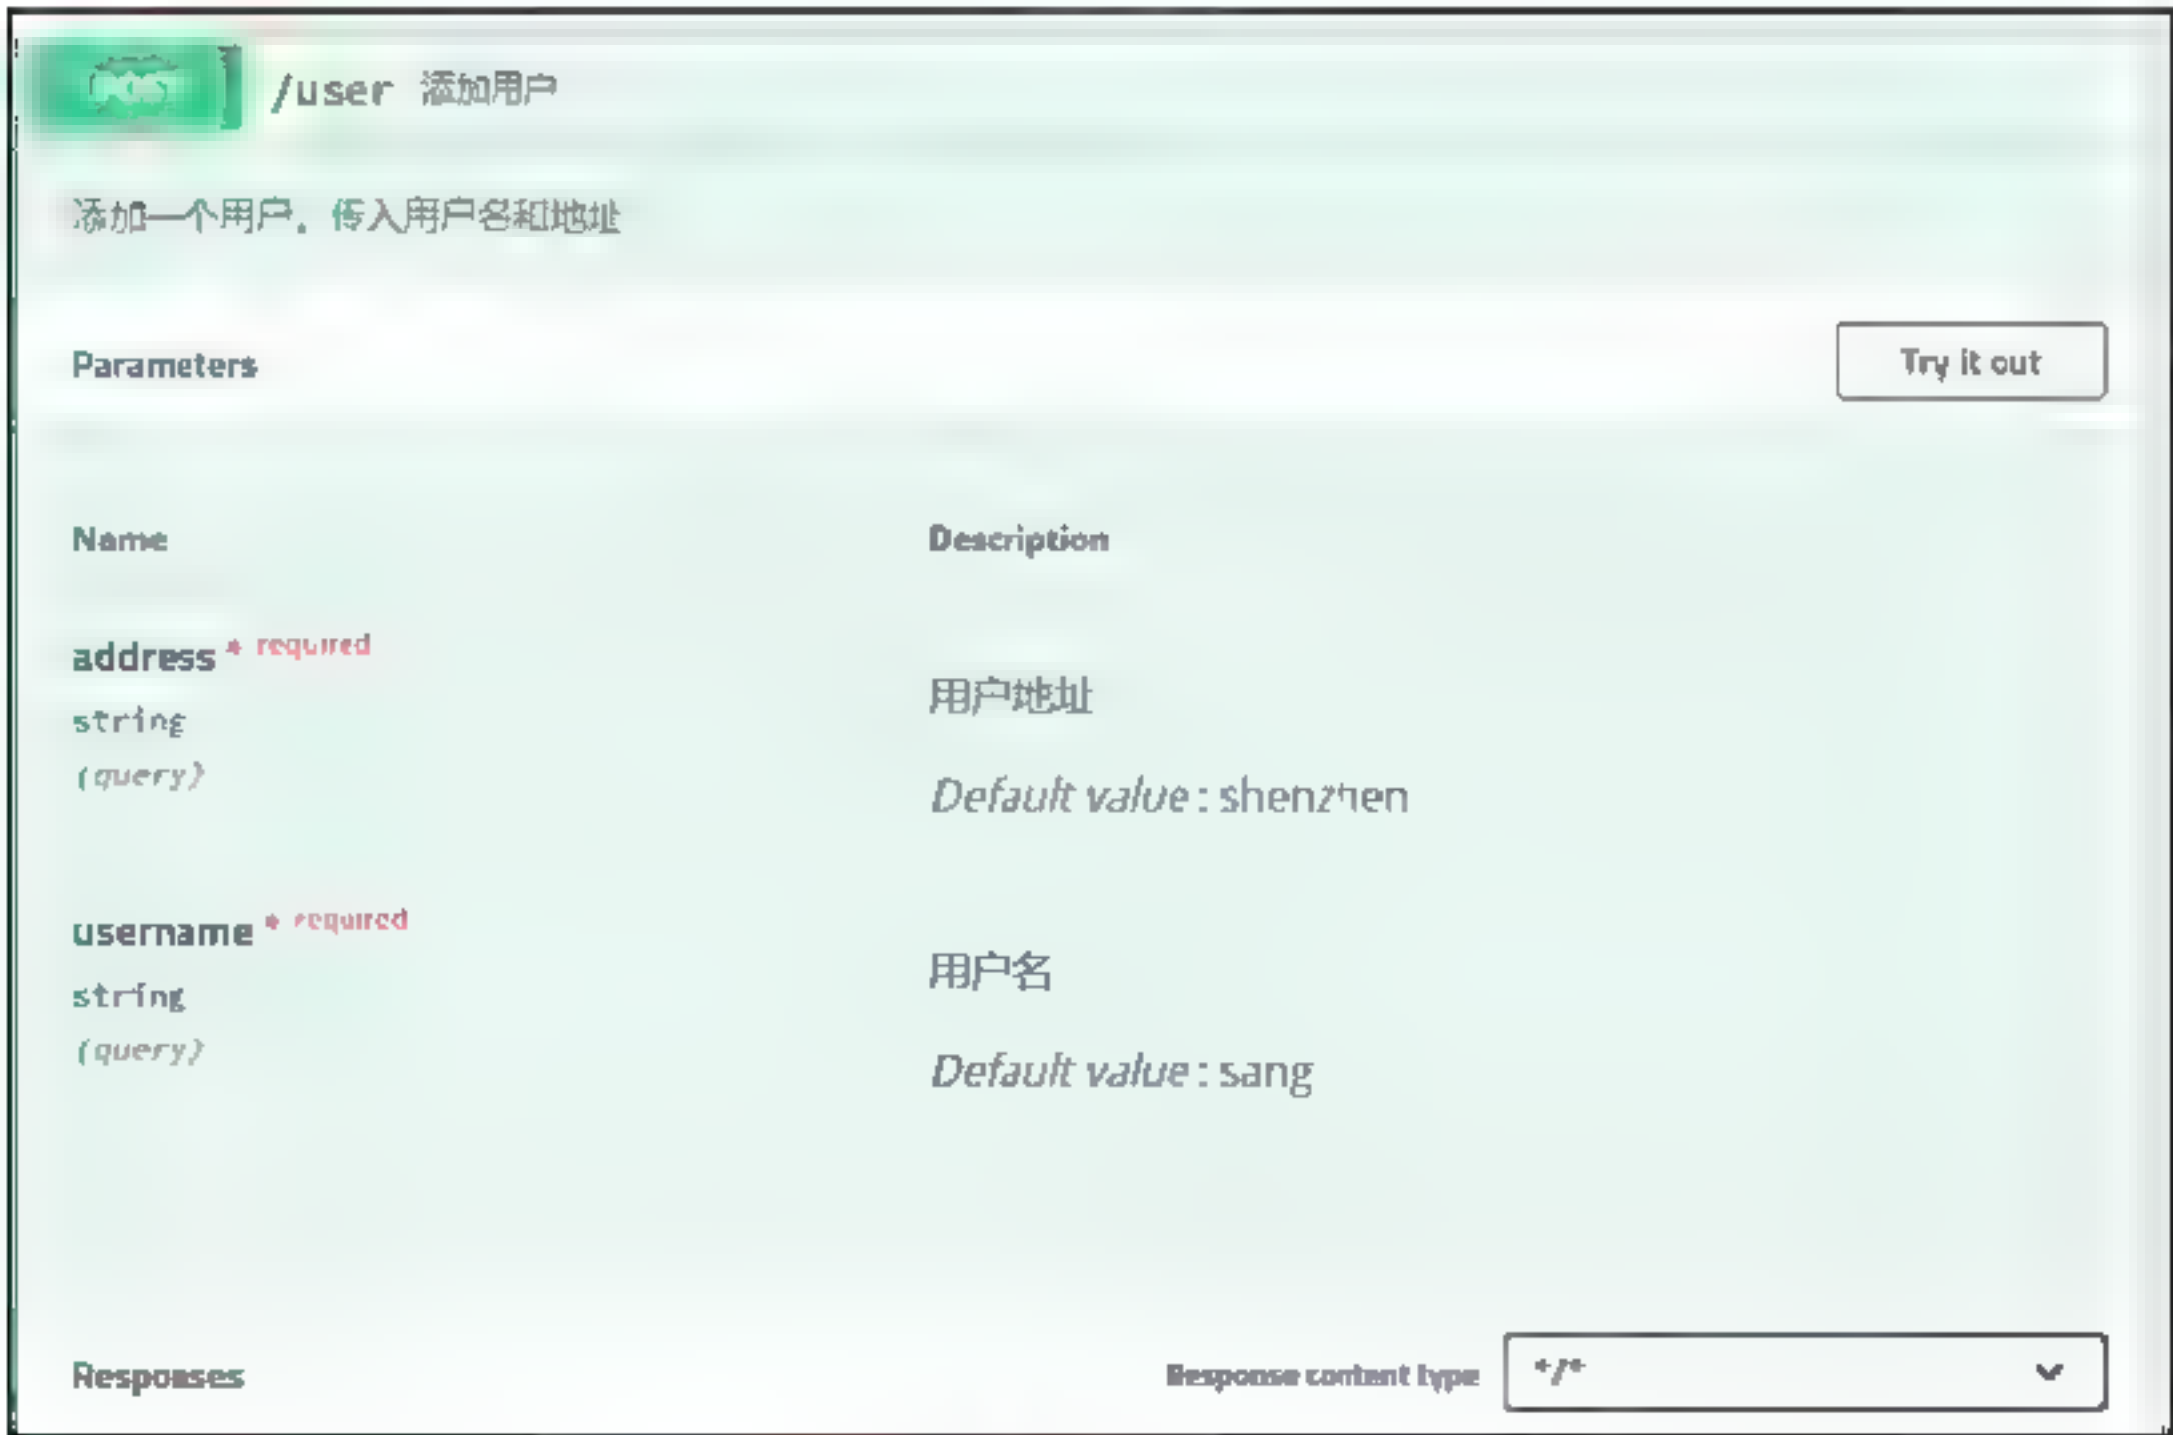 /user 添加用户
添加一个用户，传入用户名和地址
Parameters
Try it out
Name
Description
address * required
string
(query)
用户地址
Default value : shenzhen
username * required
string
(query)
用户名
Default value : sang
Responses
Response content type
*/*